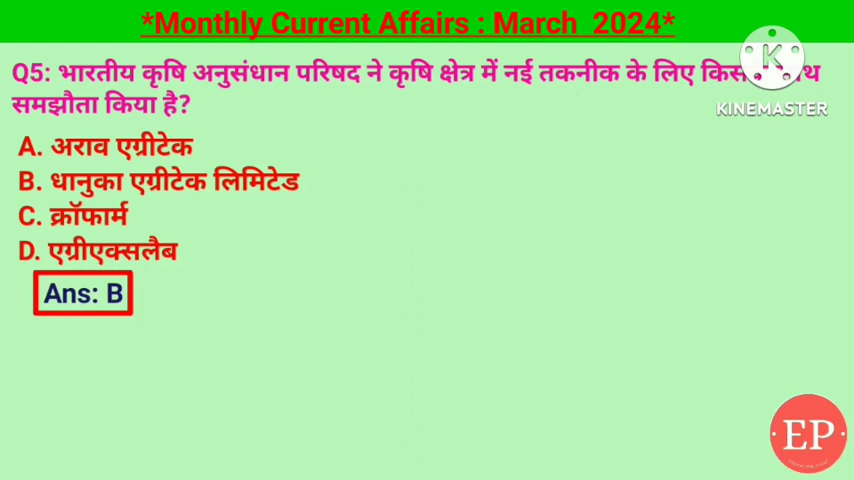 *Monthly Current Affairs : March 2024*
Q5: भारतीय कृषि अनुसंधान परिषद ने कृषि क्षेत्र में नई तकनीक के लिए
समझौता किया है?
A. अराव एग्रीटेक
B. धानुका एग्रीटेक लिमिटेड
C. क्रॉफार्म
D. एग्रीएक्सलैब
Ans: B
K
KINEMASTER
EP